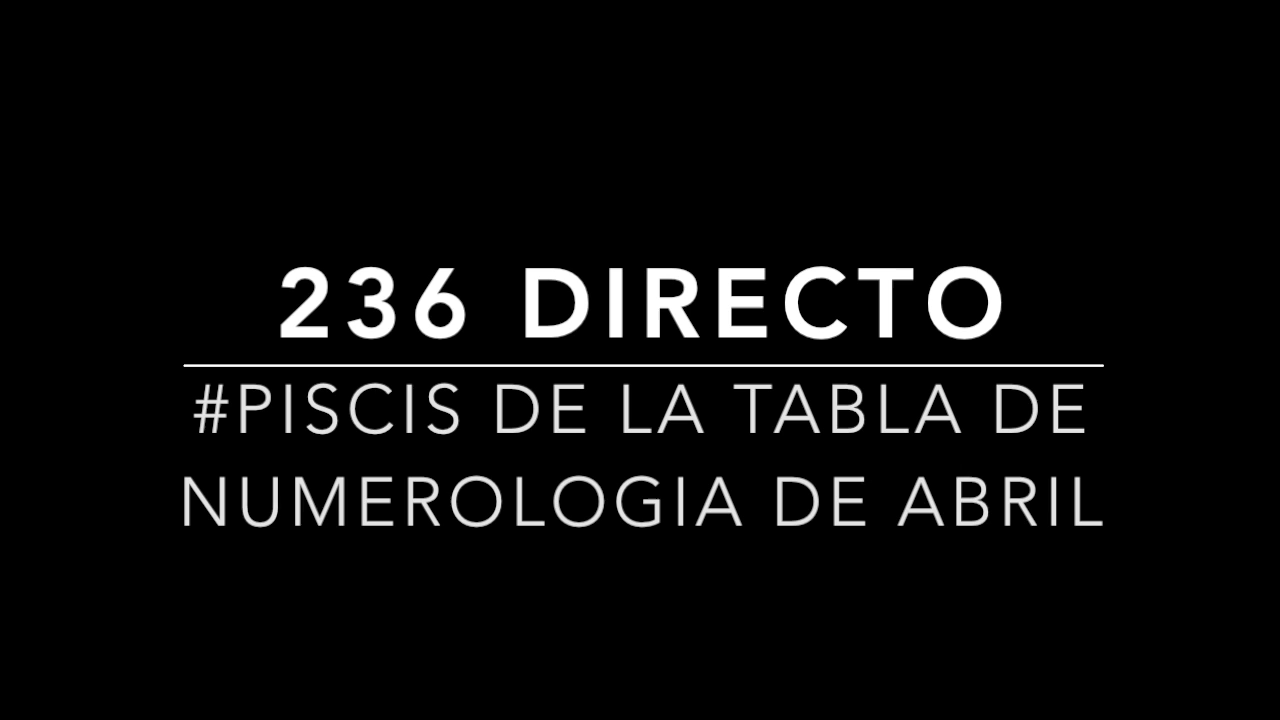 236 DIRECTO
#PISCIS DE LA TABLA DE
NUMEROLOGIA DE ABRIL